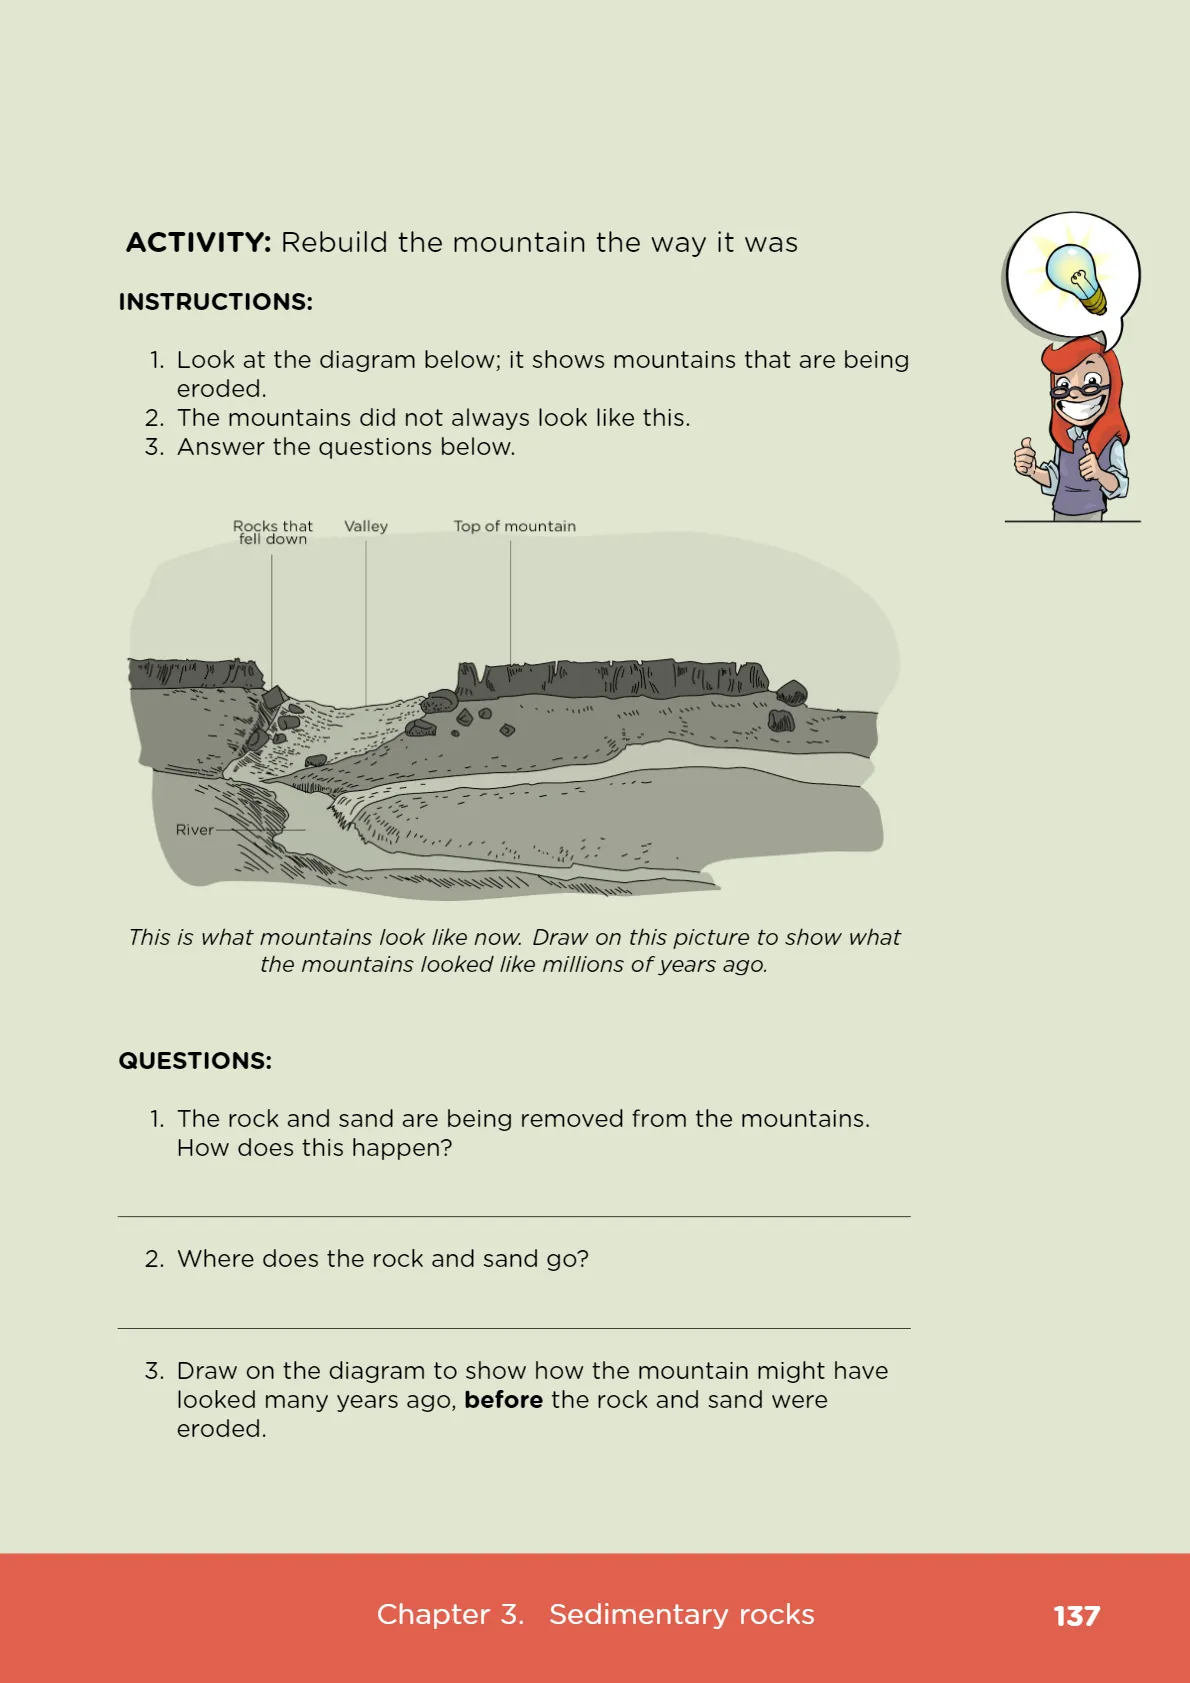 ACTIVITY: Rebuild the mountain the way it was
INSTRUCTIONS:
1. Look at the diagram below; it shows mountains that are being
eroded.
2. The mountains did not always look like this.
3. Answer the questions below.
Rocks that
fell down
Valley
Top of mountain
River
This is what mountains look like now. Draw on this picture to show what
the mountains looked like millions of years ago.
QUESTIONS:
1. The rock and sand are being removed from the mountains.
How does this happen?
2. Where does the rock and sand go?
3. Draw on the diagram to show how the mountain might have
looked many years ago, before the rock and sand were
eroded.
Chapter 3. Sedimentary rocks
137